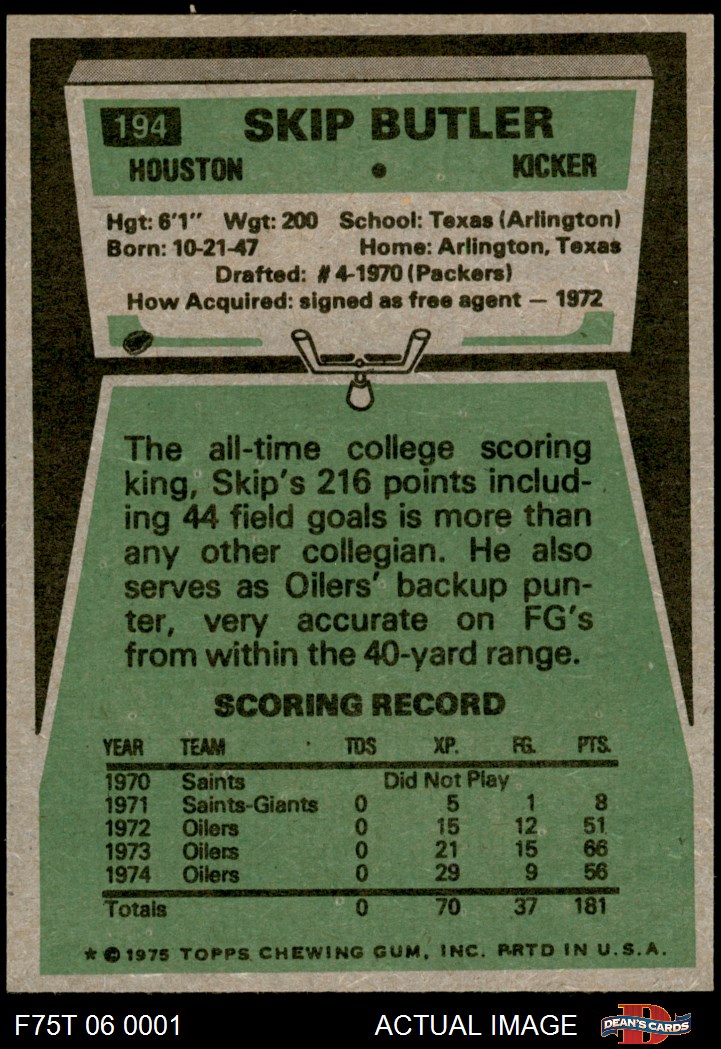 194 SKIP BUTLER
HOUSTON • KICKER
Hgt: 6'1" Wgt: 200 School: Texas (Arlington)
Born: 10-21-47 Home: Arlington, Texas
Drafted: #4-1970 (Packers)
How Acquired: signed as free agent — 1972
The all-time college scoring
king, Skip's 216 points includ-
ing 44 field goals is more than
any other collegian. He also
serves as Oilers' backup pun-
ter, very accurate on FG's
from within the 40-yard range.
SCORING RECORD
YEAR TEAM TDS XP. FG. PTS.
1970 Saints Did Not Play
1971 Saints-Giants 0 5 1 8
1972 Oilers 0 15 12 51
1973 Oilers 0 21 15 66
1974 Oilers 0 29 9 56
Totals 0 70 37 181
* © 1975 TOPPS CHEWING GUM, INC. PRTD IN U.S.A.
F75T 06 0001 ACTUAL IMAGE DEAN'S CARDS